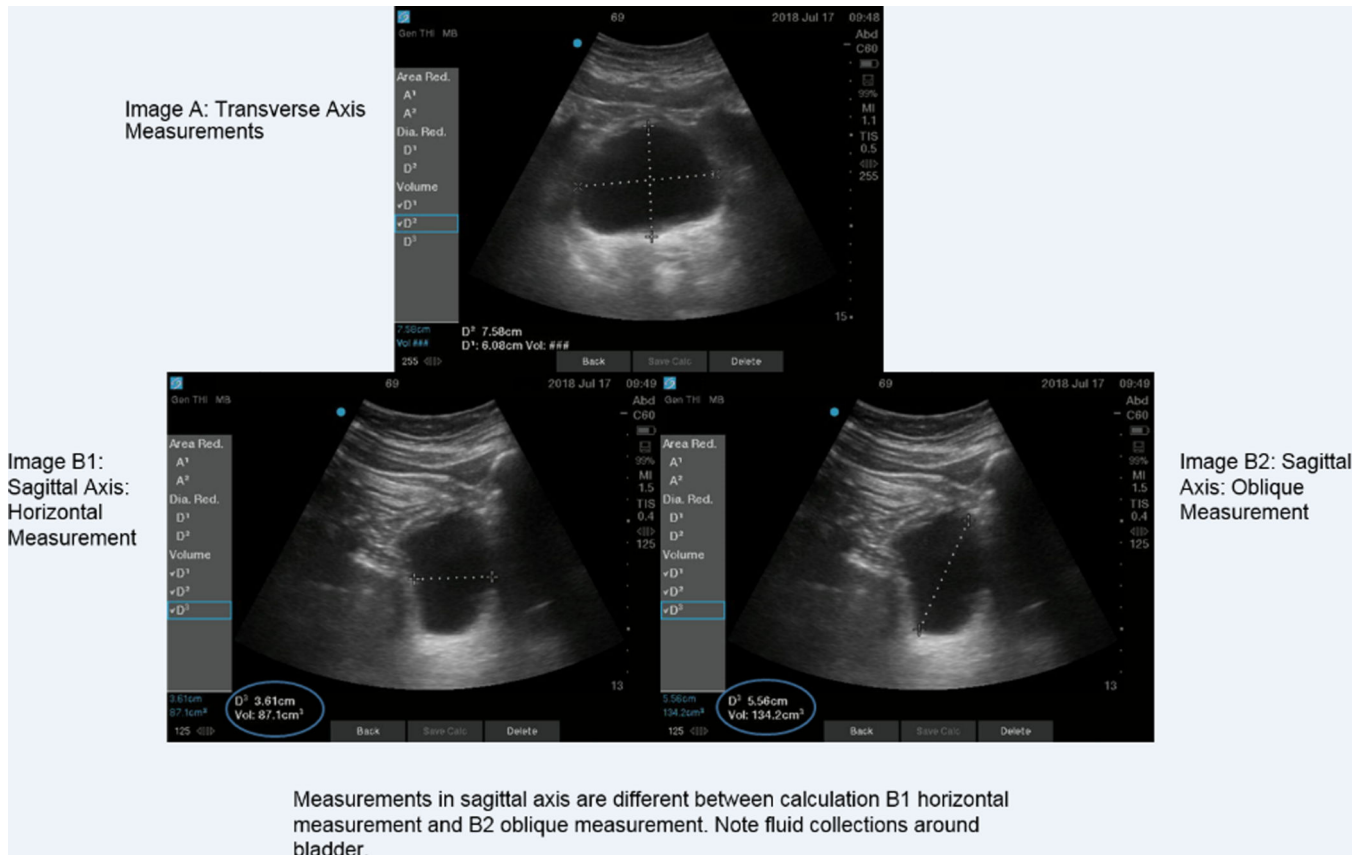 69 2018 Jul 17 09:48
Gen THI MB
Abd
C60
Area Red.
A¹
A²
Dia. Red.
D¹
D²
Volume
✓D¹
✓D²
D³
99%
MI
1.1
TIS
0.5
255
15
7.58cm
Vol ###
D² 7.58cm
D¹: 6.08cm Vol: ###
255
Back Save Calc Delete
Image A: Transverse Axis
Measurements
69 2018 Jul 17 09:49
Gen THI MB
Abd
C60
Area Red.
A¹
A²
Dia. Red.
D¹
D²
Volume
✓D¹
✓D²
✓D³
99%
MI
1.5
TIS
0.4
125
13
3.61cm
87.1cm³
D³ 3.61cm
Vol: 87.1cm³
125
Back Save Calc Delete
Image B1:
Sagittal Axis:
Horizontal
Measurement
69 2018 Jul 17 09:49
Gen THI MB
Abd
C60
Area Red.
A¹
A²
Dia. Red.
D¹
D²
Volume
✓D¹
✓D²
✓D³
99%
MI
1.5
TIS
0.4
125
13
5.56cm
134.2cm³
D³ 5.56cm
Vol: 134.2cm³
125
Back Save Calc Delete
Image B2: Sagittal
Axis: Oblique
Measurement
Measurements in sagittal axis are different between calculation B1 horizontal
measurement and B2 oblique measurement. Note fluid collections around
bladder.